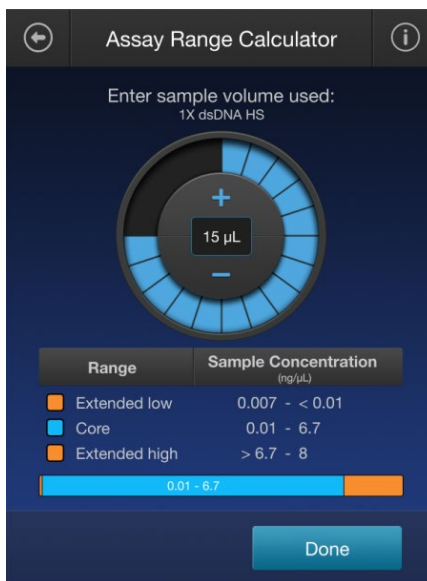 Assay Range Calculator
Enter sample volume used:
1X dsDNA HS
+
15 µL
−
Range Sample Concentration
(ng/µL)
Extended low 0.007 - < 0.01
Core 0.01 - 6.7
Extended high > 6.7 - 8
0.01 - 6.7
Done